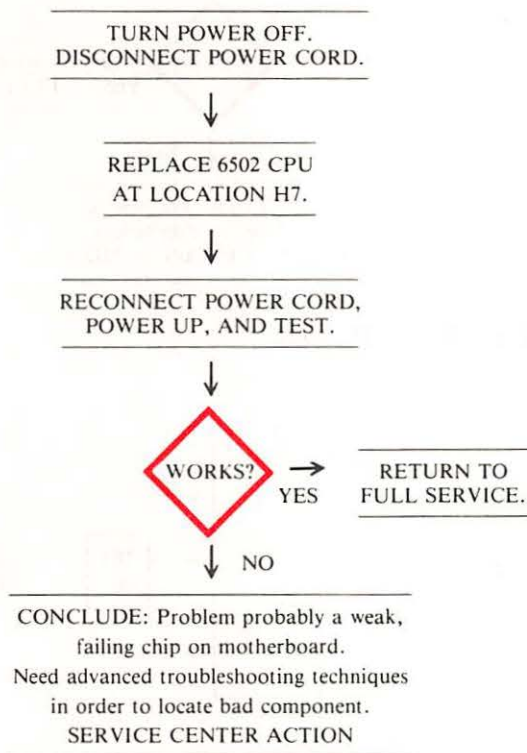 TURN POWER OFF.
DISCONNECT POWER CORD.
REPLACE 6502 CPU
AT LOCATION H7.
RECONNECT POWER CORD,
POWER UP, AND TEST.
WORKS?
YES
RETURN TO
FULL SERVICE.
NO
CONCLUDE: Problem probably a weak,
failing chip on motherboard.
Need advanced troubleshooting techniques
in order to locate bad component.
SERVICE CENTER ACTION